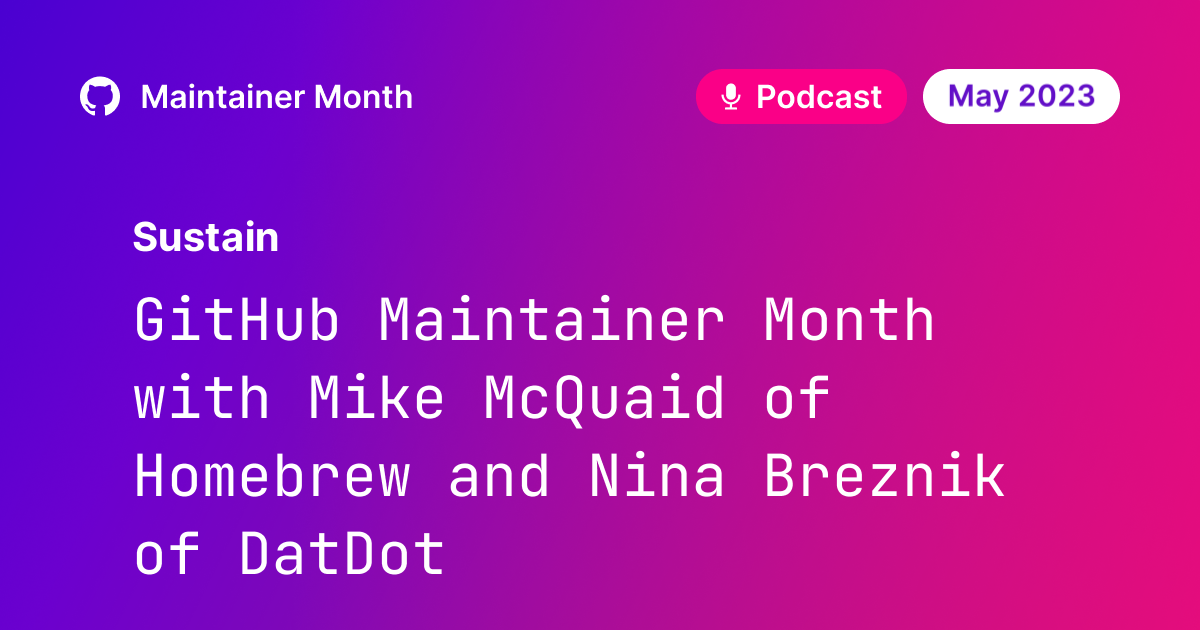 Maintainer Month
Podcast
May 2023
Sustain
GitHub Maintainer Month
with Mike McQuaid of
Homebrew and Nina Breznik
of DatDot